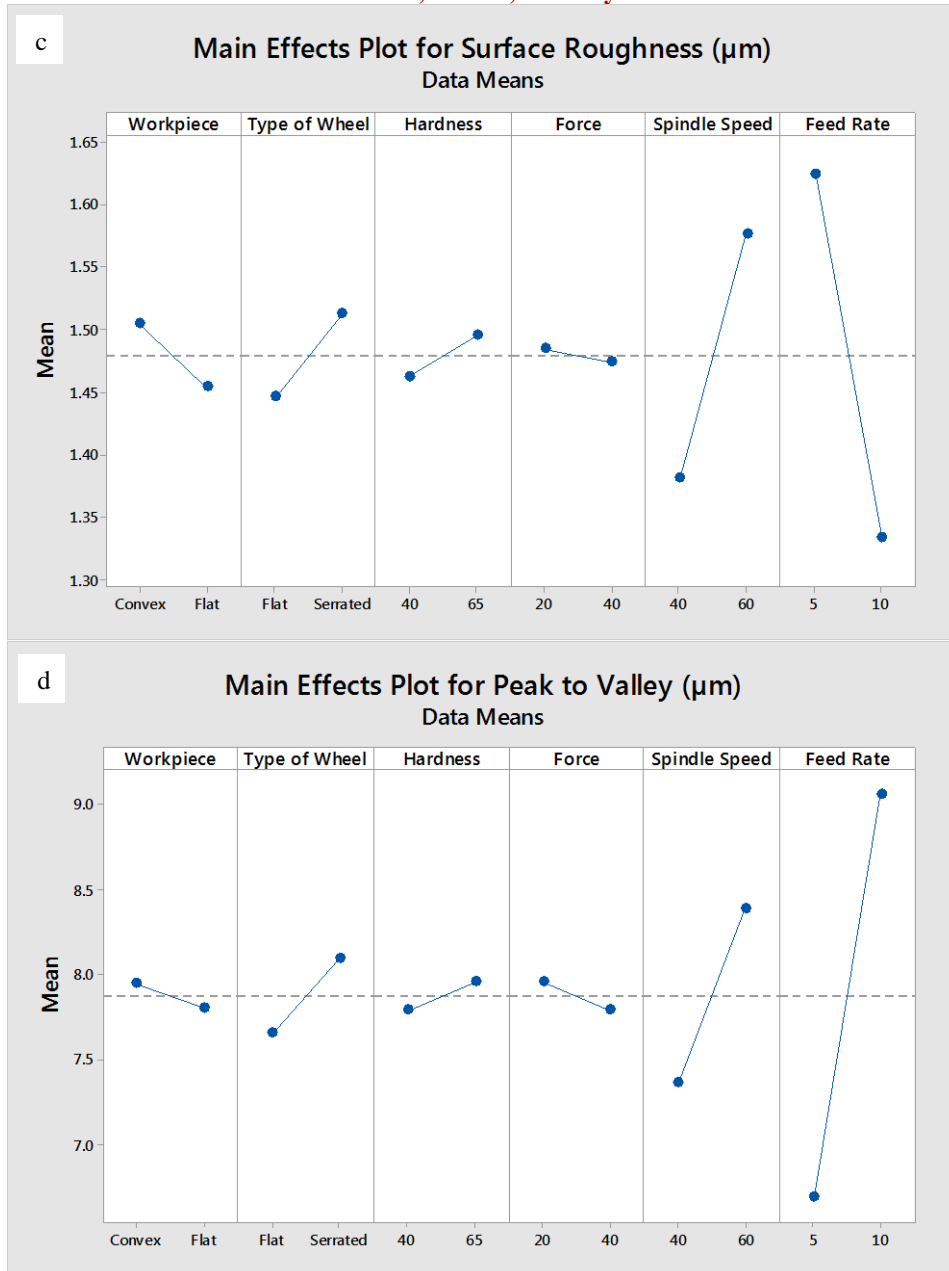 c
Main Effects Plot for Surface Roughness (µm)
Data Means
Workpiece Type of Wheel Hardness Force Spindle Speed Feed Rate
1.65
1.60
1.55
1.50
1.45
1.40
1.35
1.30
Mean
Convex Flat Flat Serrated 40 65 20 40 40 60 5 10
d
Main Effects Plot for Peak to Valley (µm)
Data Means
Workpiece Type of Wheel Hardness Force Spindle Speed Feed Rate
9.0
8.5
8.0
7.5
7.0
Mean
Convex Flat Flat Serrated 40 65 20 40 40 60 5 10